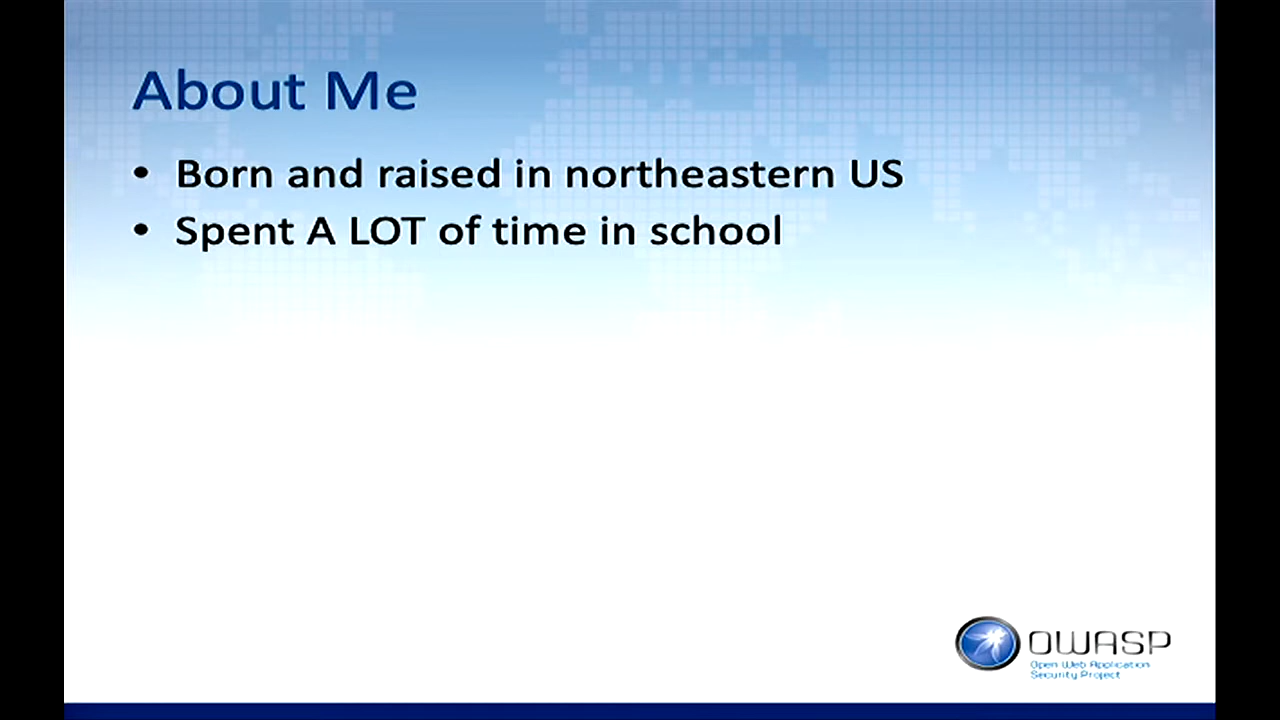 About Me
• Born and raised in northeastern US
• Spent A LOT of time in school
OWASP
Open Web Application
Security Project